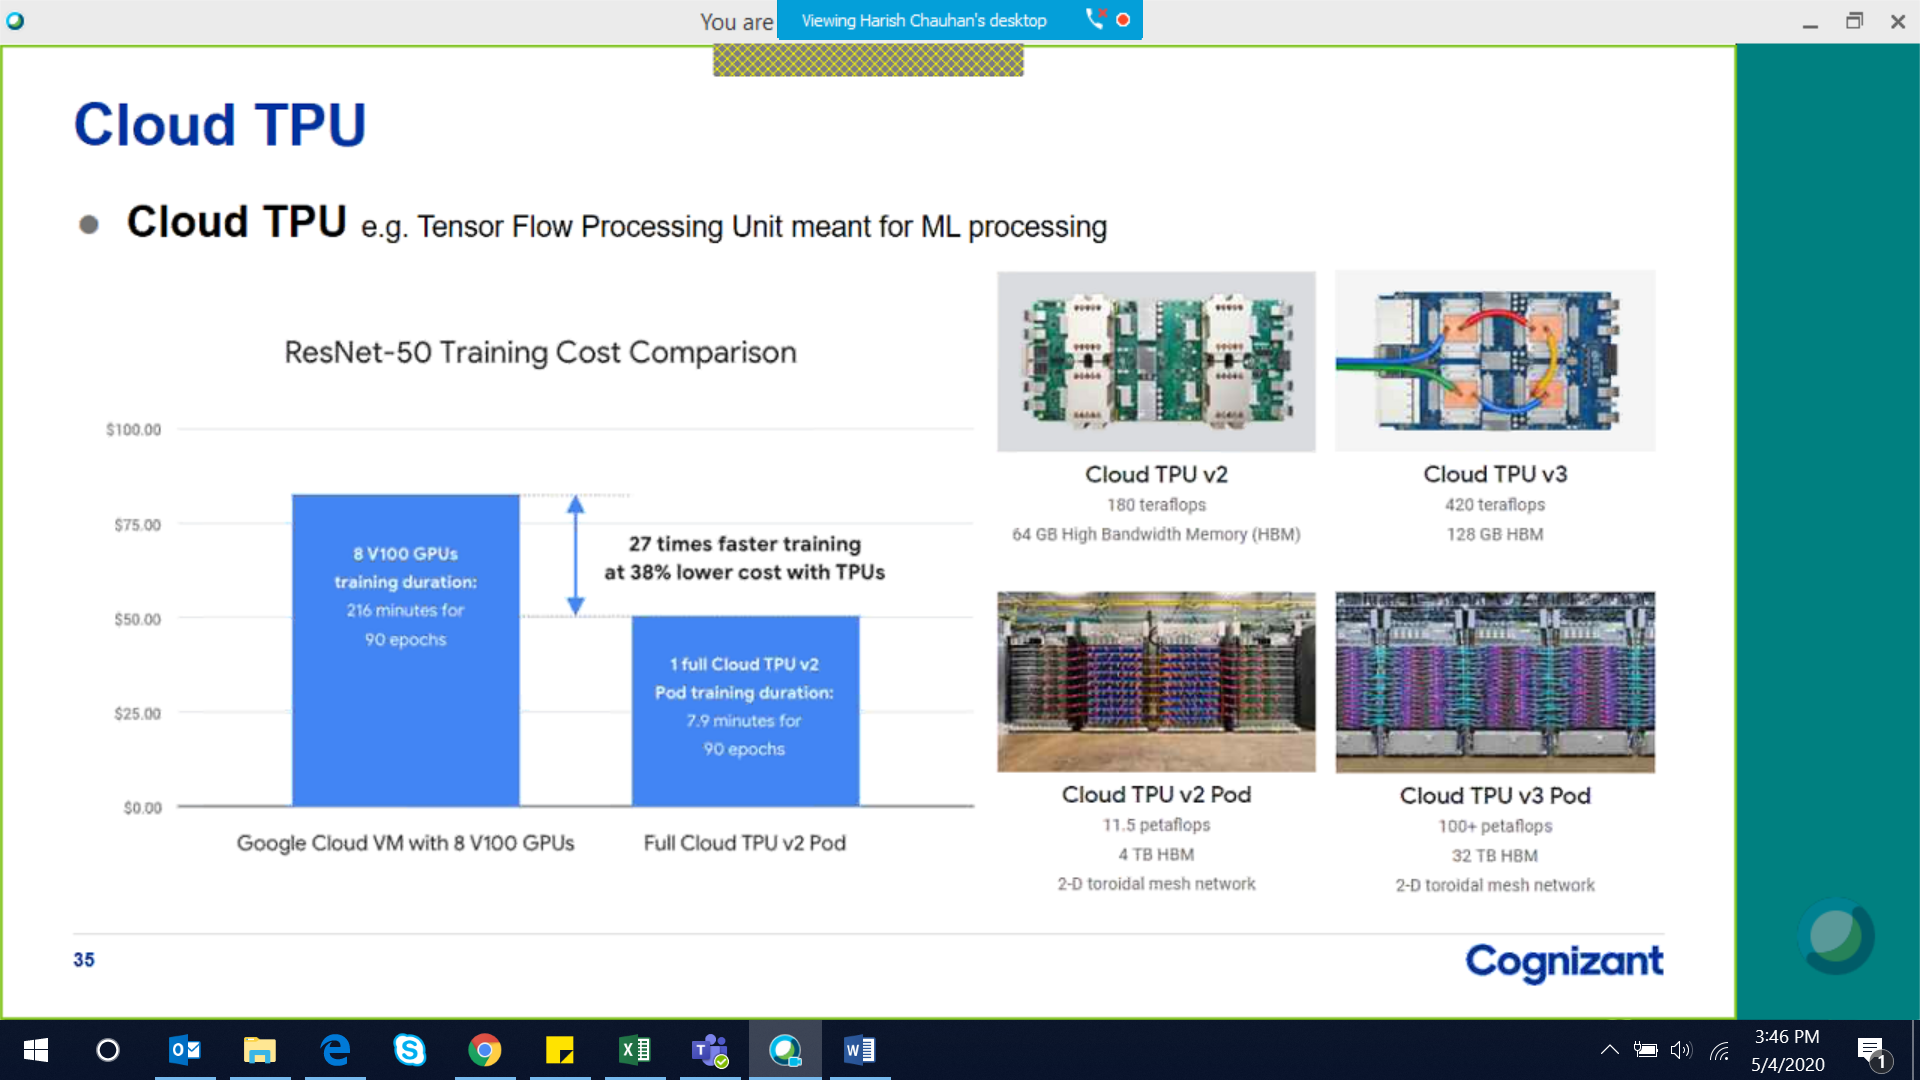 You are
Viewing Harish Chauhan's desktop
Cloud TPU
Cloud TPU e.g. Tensor Flow Processing Unit meant for ML processing
ResNet-50 Training Cost Comparison
$100.00
$75.00
$50.00
$25.00
$0.00
8 V100 GPUs
training duration:
216 minutes for
90 epochs
27 times faster training
at 38% lower cost with TPUs
1 full Cloud TPU v2
Pod training duration:
7.9 minutes for
90 epochs
Google Cloud VM with 8 V100 GPUs
Full Cloud TPU v2 Pod
Cloud TPU v2
180 teraflops
64 GB High Bandwidth Memory (HBM)
Cloud TPU v3
420 teraflops
128 GB HBM
Cloud TPU v2 Pod
11.5 petaflops
4 TB HBM
2-D toroidal mesh network
Cloud TPU v3 Pod
100+ petaflops
32 TB HBM
2-D toroidal mesh network
35
Cognizant
3:46 PM
5/4/2020
1